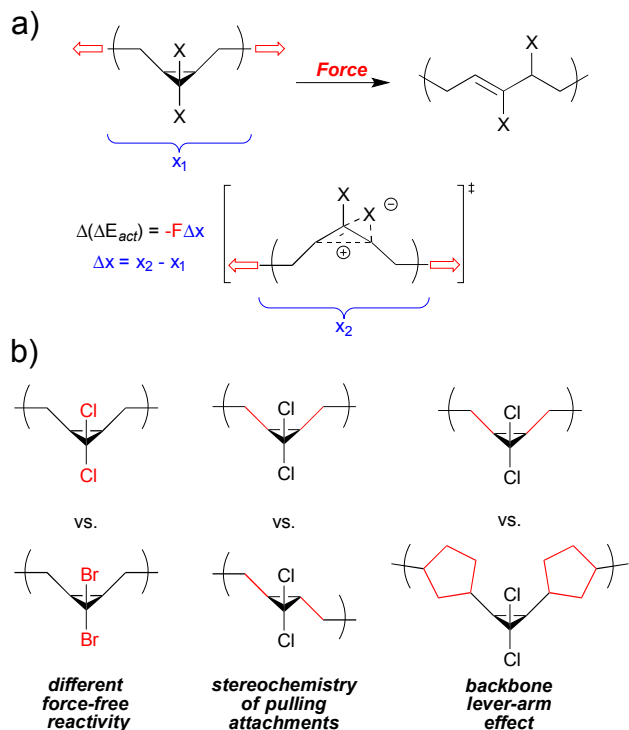 a)
X
X
Force
X
X
x₁
Δ(ΔEact) = -FΔx
Δx = x₂ - x₁
X
X
⊖
⊕
‡
x₂
b)
Cl
Cl
Cl
Cl
Cl
Cl
vs.
vs.
vs.
Br
Br
Cl
Cl
Cl
Cl
different
force-free
reactivity
stereochemistry
of pulling
attachments
backbone
lever-arm
effect